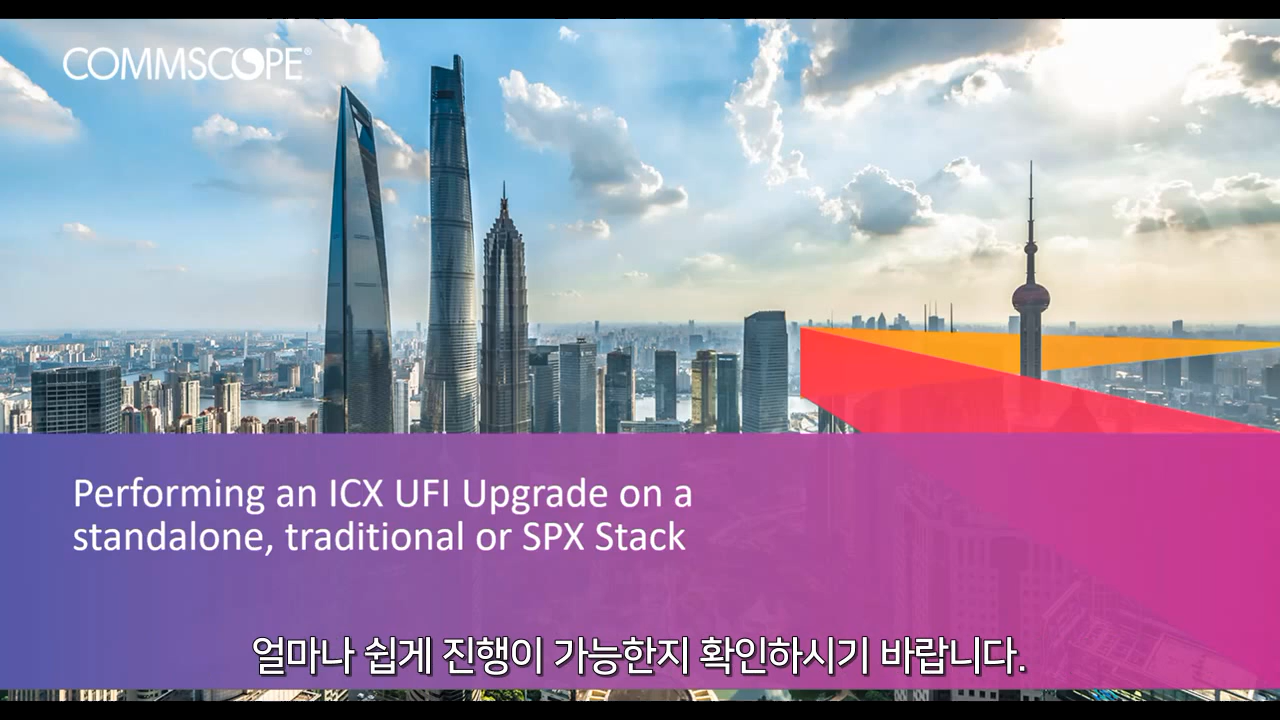 COMMSCOPE®
Performing an ICX UFI Upgrade on a
standalone, traditional or SPX Stack
얼마나 쉽게 진행이 가능한지 확인하시기 바랍니다.